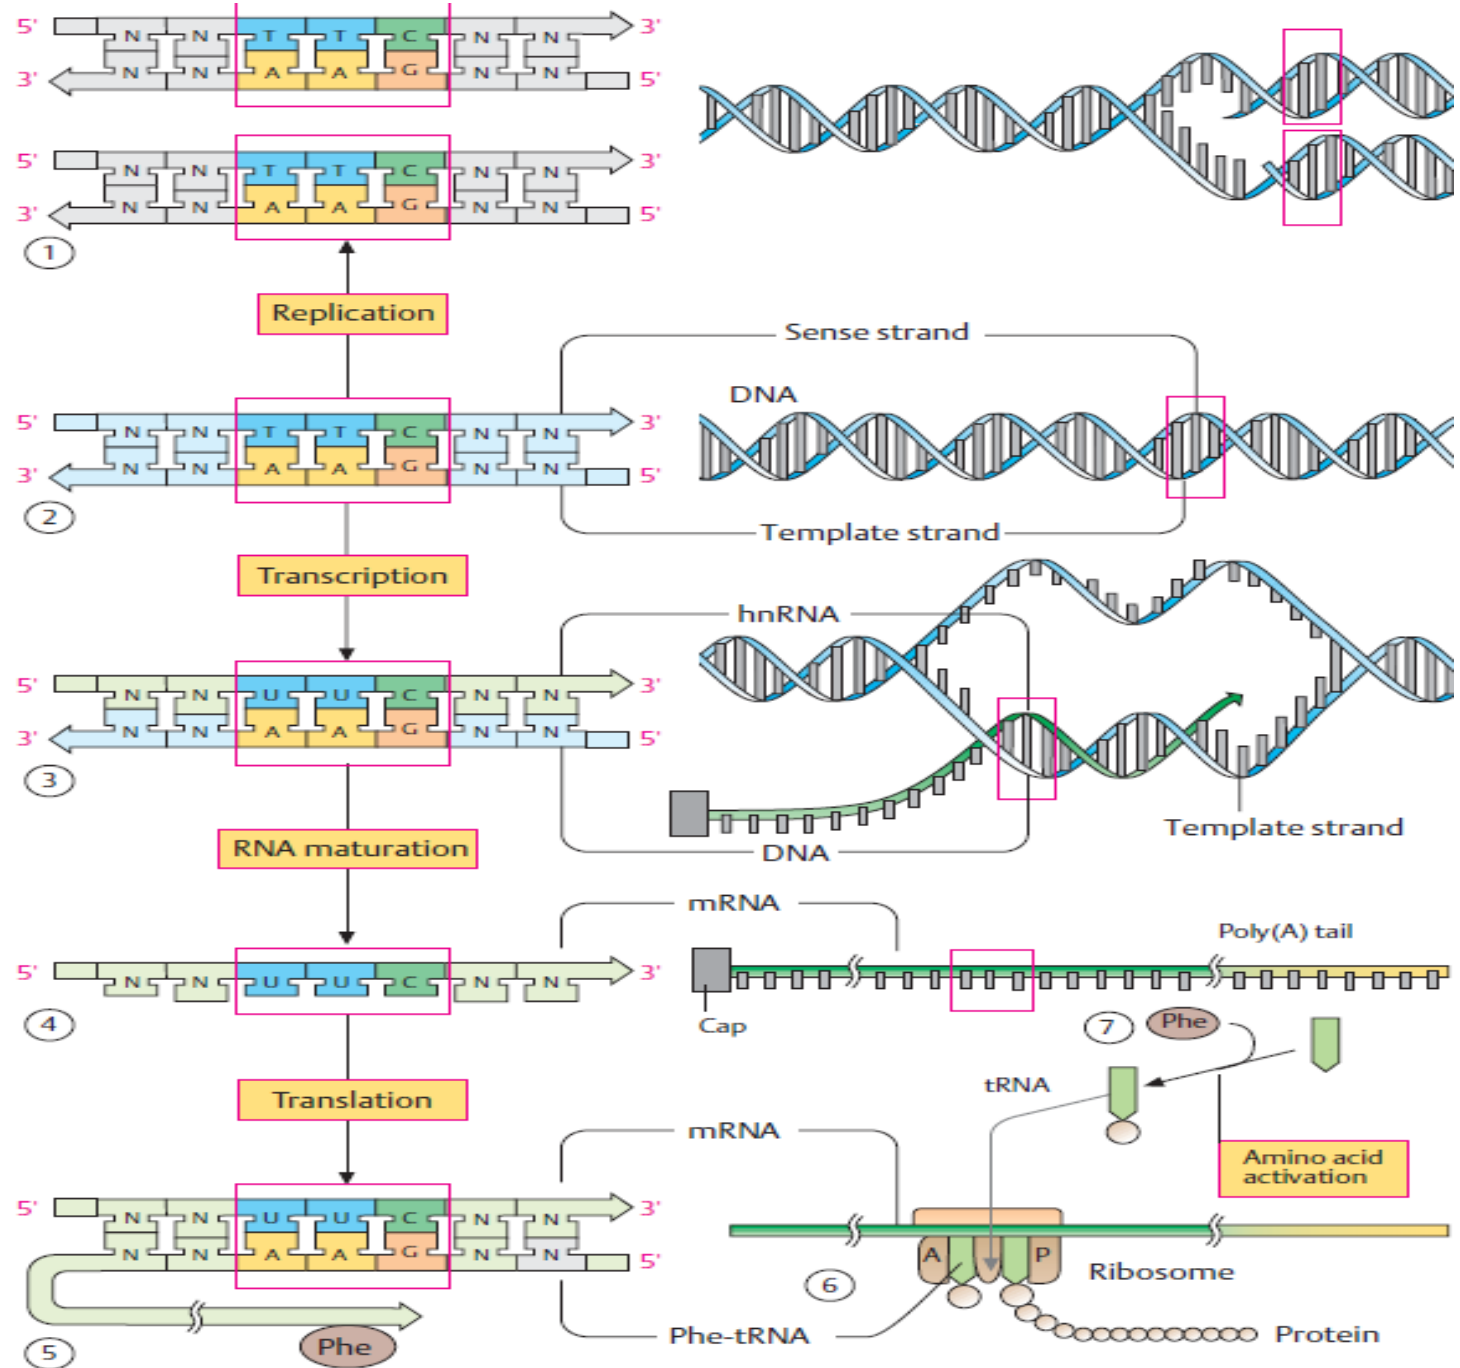 5' N N T T C N N 3'
3' N N A A G N N 5'
5' N N T T C N N 3'
3' N N A A G N N 5'
1
Replication
Sense strand
DNA
5' N N T T C N N 3'
3' N N A A G N N 5'
2
Template strand
Transcription
hnRNA
5' N N U U C N N 3'
3' N N A A G N N 5'
3
Template strand
RNA maturation
DNA
mRNA
Poly(A) tail
5' N N U U C N N 3'
4
Cap
7
Phe
tRNA
Translation
mRNA
Amino acid
activation
5' N N U U C N N 3'
N N A A G N N 5'
A P
Ribosome
6
Phe-tRNA
Protein
5
Phe